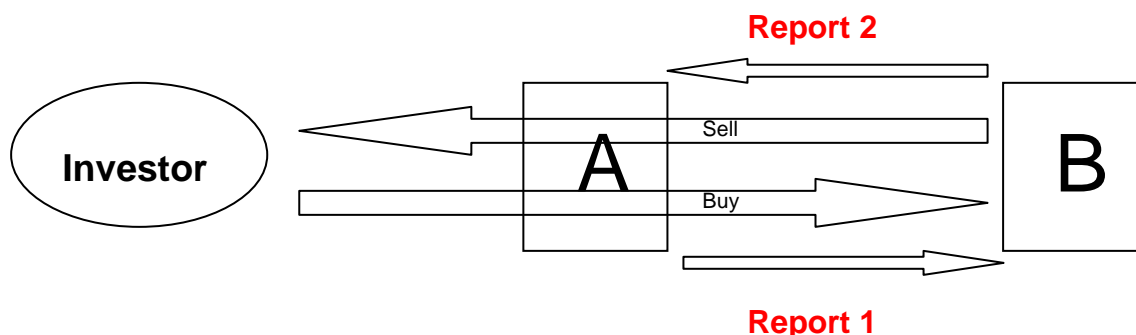 Report 2
Sell
Investor
A
B
Buy
Report 1